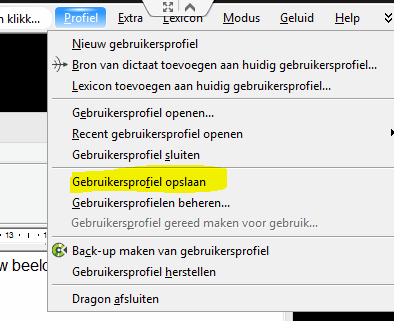 n klikk...
Profiel Extra Lexicon Modus Geluid Help
Nieuw gebruikersprofiel
Bron van dictaat toevoegen aan huidig gebruikersprofiel...
Lexicon toevoegen aan huidig gebruikersprofiel...
Gebruikersprofiel openen...
Recent gebruikersprofiel openen
Gebruikersprofiel sluiten
Gebruikersprofiel opslaan
Gebruikersprofielen beheren...
Gebruikersprofiel gereed maken voor gebruik...
13
w beeld
Back-up maken van gebruikersprofiel
Gebruikersprofiel herstellen
Dragon afsluiten